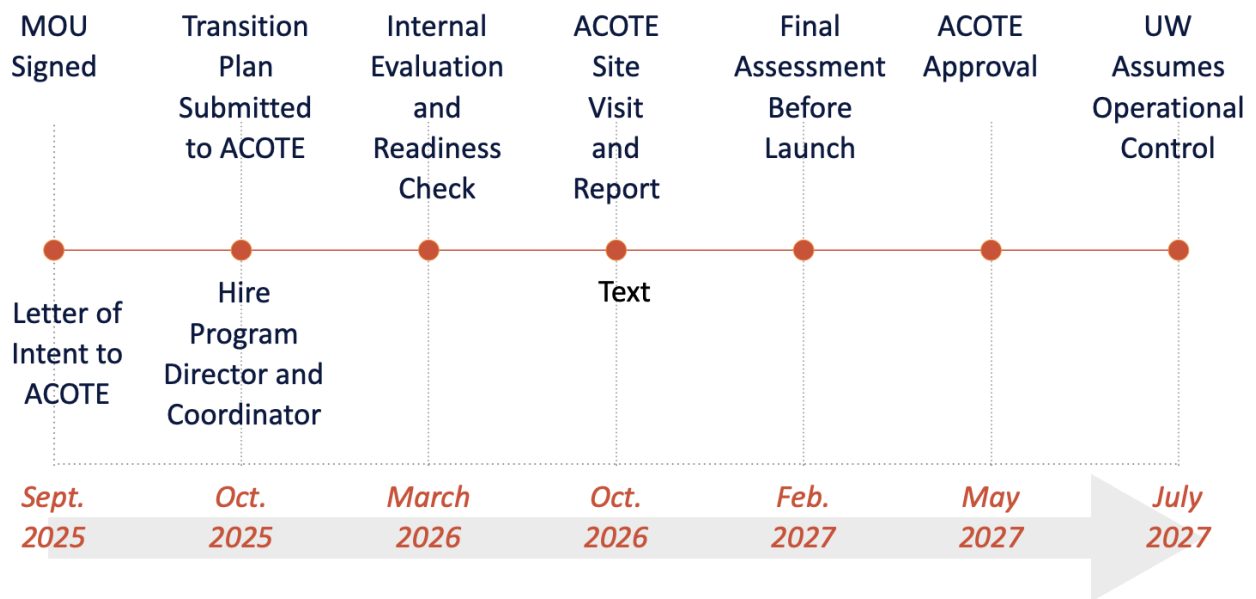 MOU
Signed
Transition
Plan
Submitted
to ACOTE
Internal
Evaluation
and
Readiness
Check
ACOTE
Site
Visit
and
Report
Final
Assessment
Before
Launch
ACOTE
Approval
UW
Assumes
Operational
Control
Letter of
Intent to
ACOTE
Hire
Program
Director and
Coordinator
Text
Sept.
2025
Oct.
2025
March
2026
Oct.
2026
Feb.
2027
May
2027
July
2027